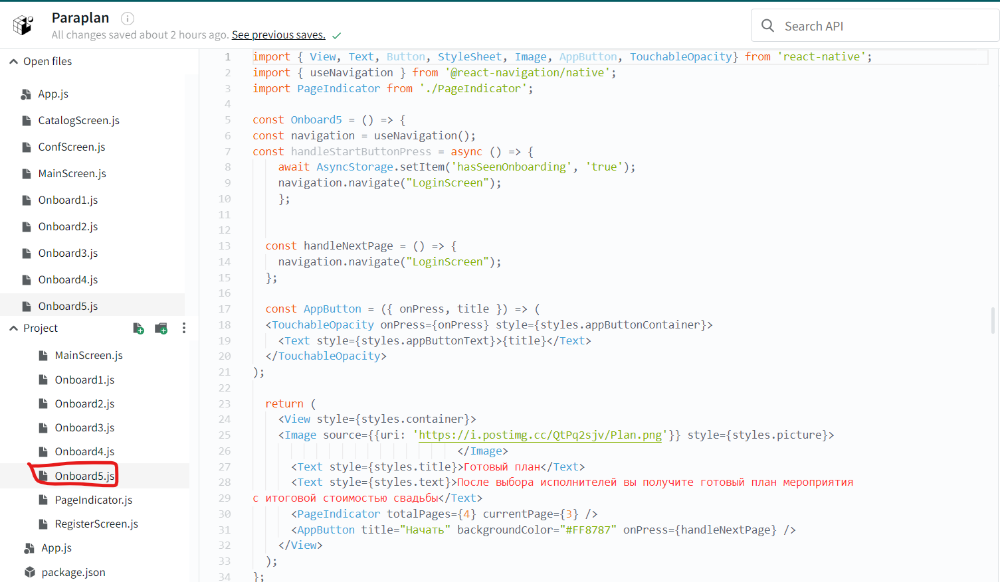 Paraplan
All changes saved about 2 hours ago. See previous saves.
Search API
Open files
App.js
CatalogScreen.js
ConfScreen.js
MainScreen.js
Onboard1.js
Onboard2.js
Onboard3.js
Onboard4.js
Onboard5.js
Project
MainScreen.js
Onboard1.js
Onboard2.js
Onboard3.js
Onboard4.js
Onboard5.js
PageIndicator.js
RegisterScreen.js
App.js
package.json
1 import { View, Text, Button, StyleSheet, Image, AppButton, TouchableOpacity} from 'react-native';
2 import { useNavigation } from '@react-navigation/native';
3 import PageIndicator from './PageIndicator';
4
5 const Onboard5 = () => {
6 const navigation = useNavigation();
7 const handleStartButtonPress = async () => {
8 await AsyncStorage.setItem('hasSeenOnboarding', 'true');
9 navigation.navigate("LoginScreen");
10 };
11
12
13 const handleNextPage = () => {
14 navigation.navigate("LoginScreen");
15 };
16
17 const AppButton = ({ onPress, title }) => (
18 <TouchableOpacity onPress={onPress} style={styles.appButtonContainer}>
19 <Text style={styles.appButtonText}>{title}</Text>
20 </TouchableOpacity>
21 );
22
23 return (
24 <View style={styles.container}>
25 <Image source={{uri: 'https://i.postimg.cc/QtPq2sjv/Plan.png'}} style={styles.picture}>
26 </Image>
27 <Text style={styles.title}>Готовый план</Text>
28 <Text style={styles.text}>После выбора исполнителей вы получите готовый план мероприятия
29 с итоговой стоимостью свадьбы</Text>
30 <PageIndicator totalPages={4} currentPage={3} />
31 <AppButton title="Начать" backgroundColor="#FF8787" onPress={handleNextPage} />
32 </View>
33 );
34 };